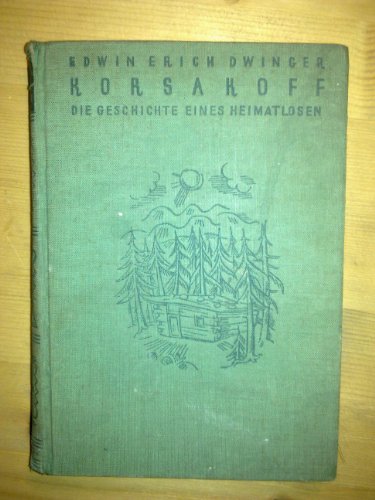 EDWIN ERICH DWINGER
KORSAKOFF
DIE GESCHICHTE EINES HEIMATLOSEN